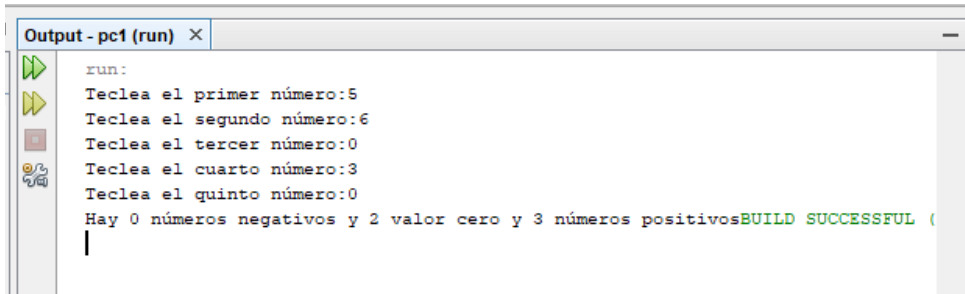 Output - pc1 (run)
run:
Teclea el primer número:5
Teclea el segundo número:6
Teclea el tercer número:0
Teclea el cuarto número:3
Teclea el quinto número:0
Hay 0 números negativos y 2 valor cero y 3 números positivosBUILD SUCCESSFUL (